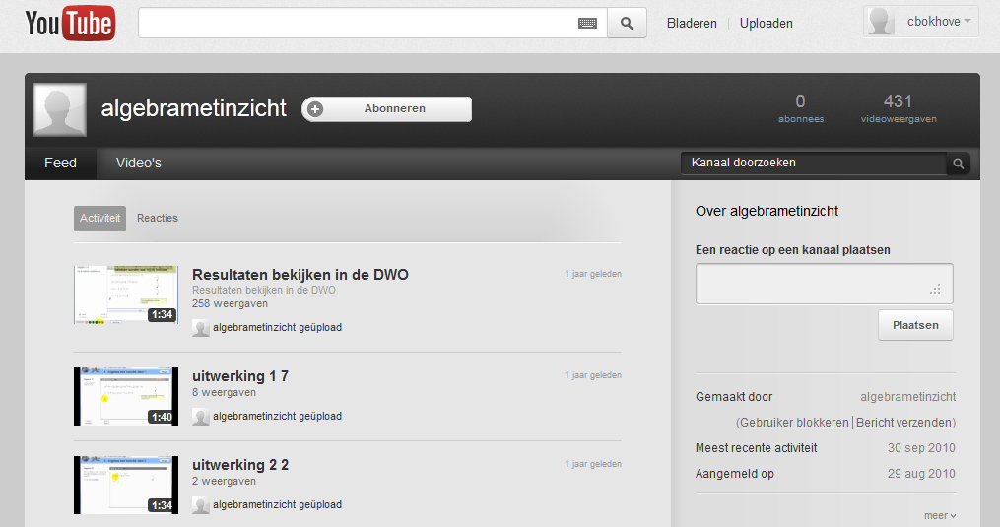 YouTube
Bladeren | Uploaden
cbokhove
algebrametinzicht
Abonneren
0
abonnees
431
videoweergaven
Feed
Video's
Kanaal doorzoeken
Activiteit
Reacties
Resultaten bekijken in de DWO
1 jaar geleden
Resultaten bekijken in de DWO
258 weergaven
1:34
algebrametinzicht geüpload
uitwerking 1 7
1 jaar geleden
8 weergaven
1:40
algebrametinzicht geüpload
uitwerking 2 2
1 jaar geleden
2 weergaven
1:34
algebrametinzicht geüpload
Over algebrametinzicht
Een reactie op een kanaal plaatsen
Plaatsen
Gemaakt door algebrametinzicht
(Gebruiker blokkeren | Bericht verzenden)
Meest recente activiteit 30 sep 2010
Aangemeld op 29 aug 2010
meer